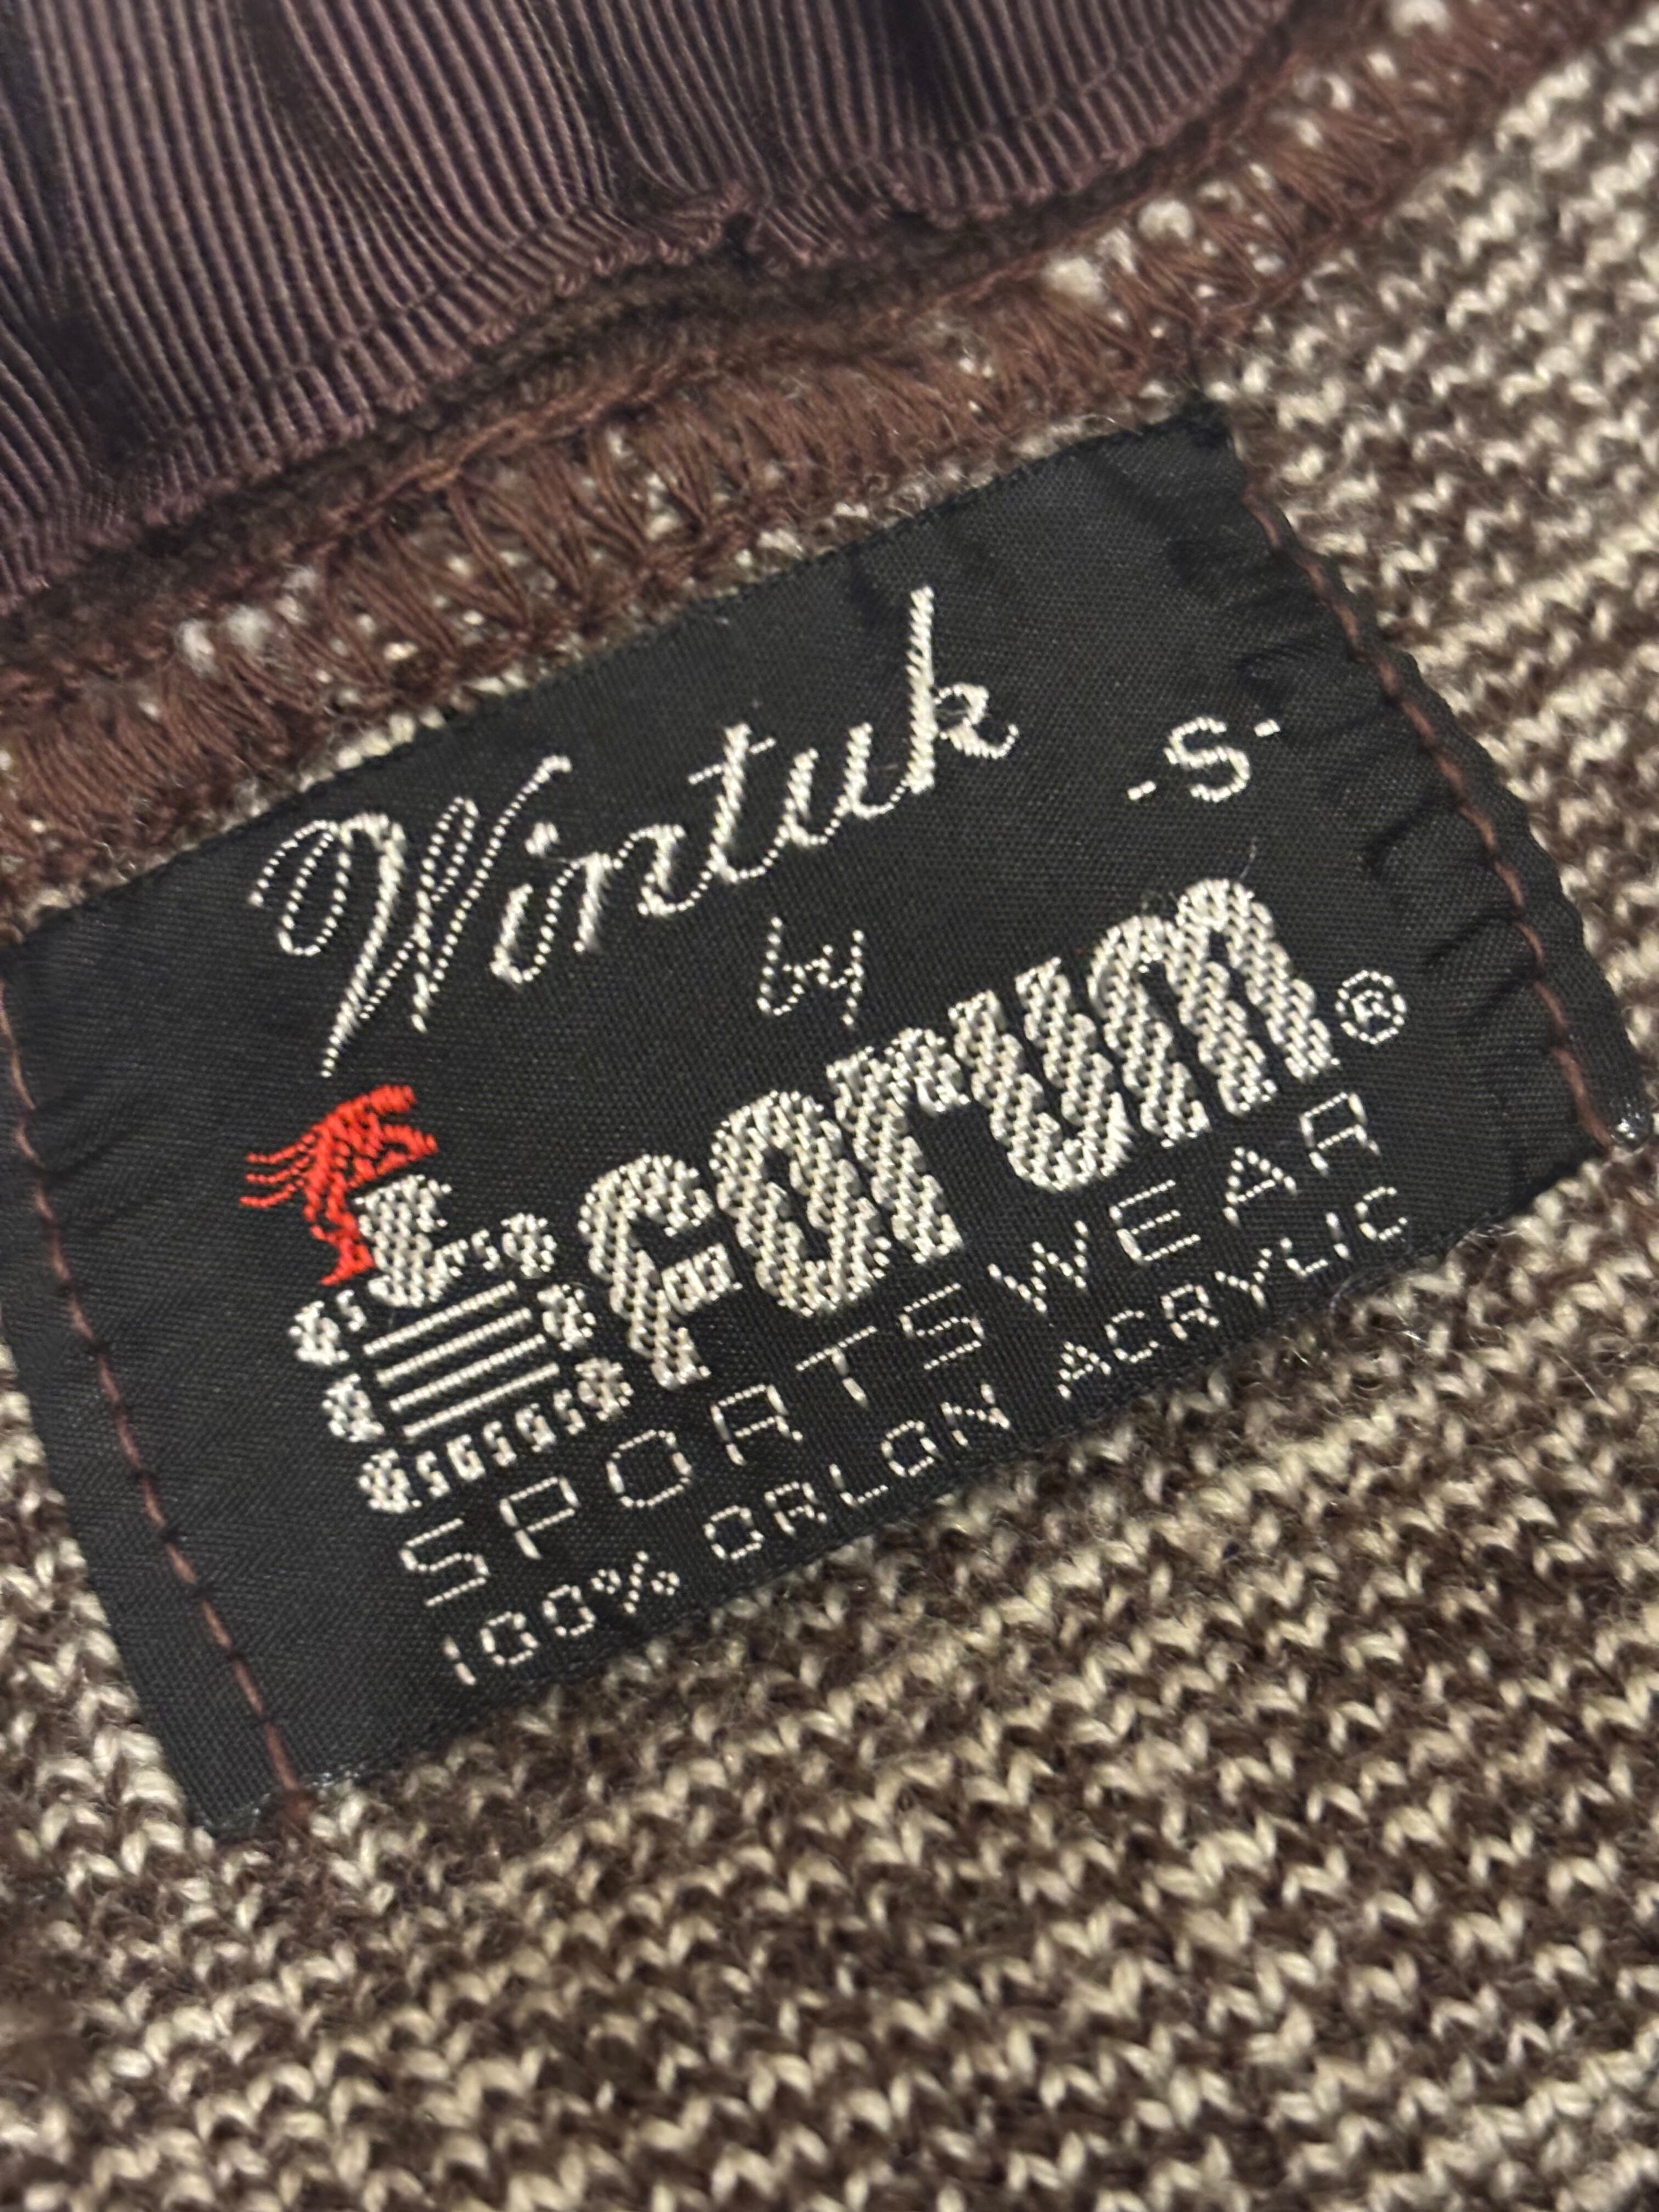 Wintuk -S-
by
Forum®
SPORTSWEAR
100% ORLON ACRYLIC